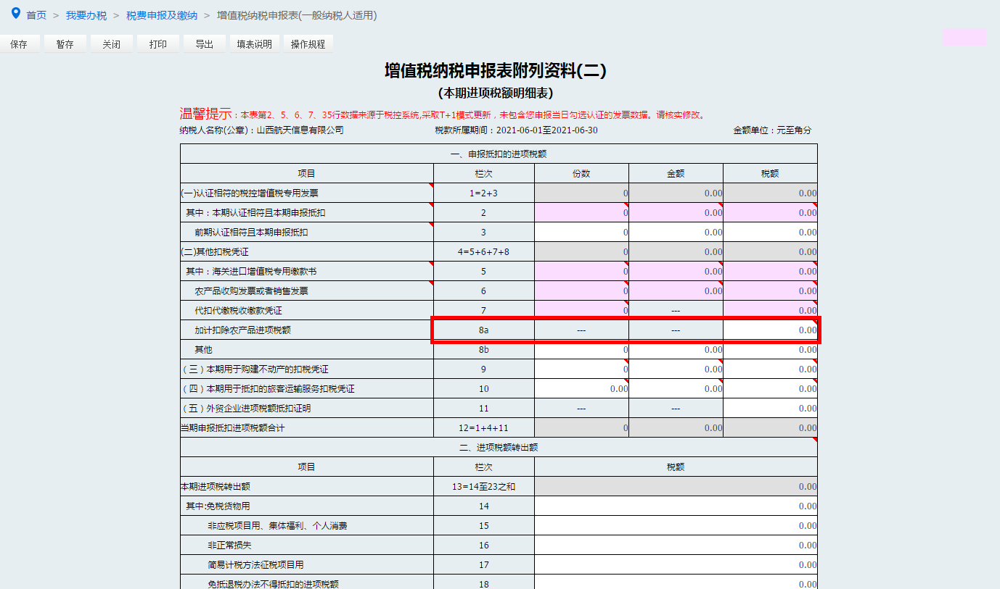 首页 > 我要办税 > 税费申报及缴纳 > 增值税纳税申报表(一般纳税人适用)
保存 暂存 关闭 打印 导出 填表说明 操作规程
增值税纳税申报表附列资料(二)
(本期进项税额明细表)
温馨提示：本表第2、5、6、7、35行数据来源于税控系统,采取T+1模式更新，未包含您申报当日勾选认证的发票数据。请核实修改。
纳税人名称(公章)：山西航天信息有限公司 税款所属期间：2021-06-01至2021-06-30 金额单位：元至角分
一、申报抵扣的进项税额
项目 栏次 份数 金额 税额
(一)认证相符的税控增值税专用发票 1=2+3 0 0.00 0.00
其中：本期认证相符且本期申报抵扣 2 0 0.00 0.00
前期认证相符且本期申报抵扣 3 0 0.00 0.00
(二)其他扣税凭证 4=5+6+7+8 0 0.00 0.00
其中：海关进口增值税专用缴款书 5 0 0.00 0.00
农产品收购发票或者销售发票 6 0 0.00 0.00
代扣代缴税收缴款凭证 7 0 --- 0.00
加计扣除农产品进项税额 8a --- --- 0.00
其他 8b 0 0.00 0.00
（三）本期用于购建不动产的扣税凭证 9 0 0.00 0.00
（四）本期用于抵扣的旅客运输服务扣税凭证 10 0.00 0.00 0.00
（五）外贸企业进项税额抵扣证明 11 --- --- 0.00
当期申报抵扣进项税额合计 12=1+4+11 0 0.00 0.00
二、进项税额转出额
项目 栏次 税额
本期进项税转出额 13=14至23之和 0.00
其中:免税货物用 14 0.00
非应税项目用、集体福利、个人消费 15 0.00
非正常损失 16 0.00
简易计税方法征税项目用 17 0.00
免抵退税办法不得抵扣的进项税额 18 0.00